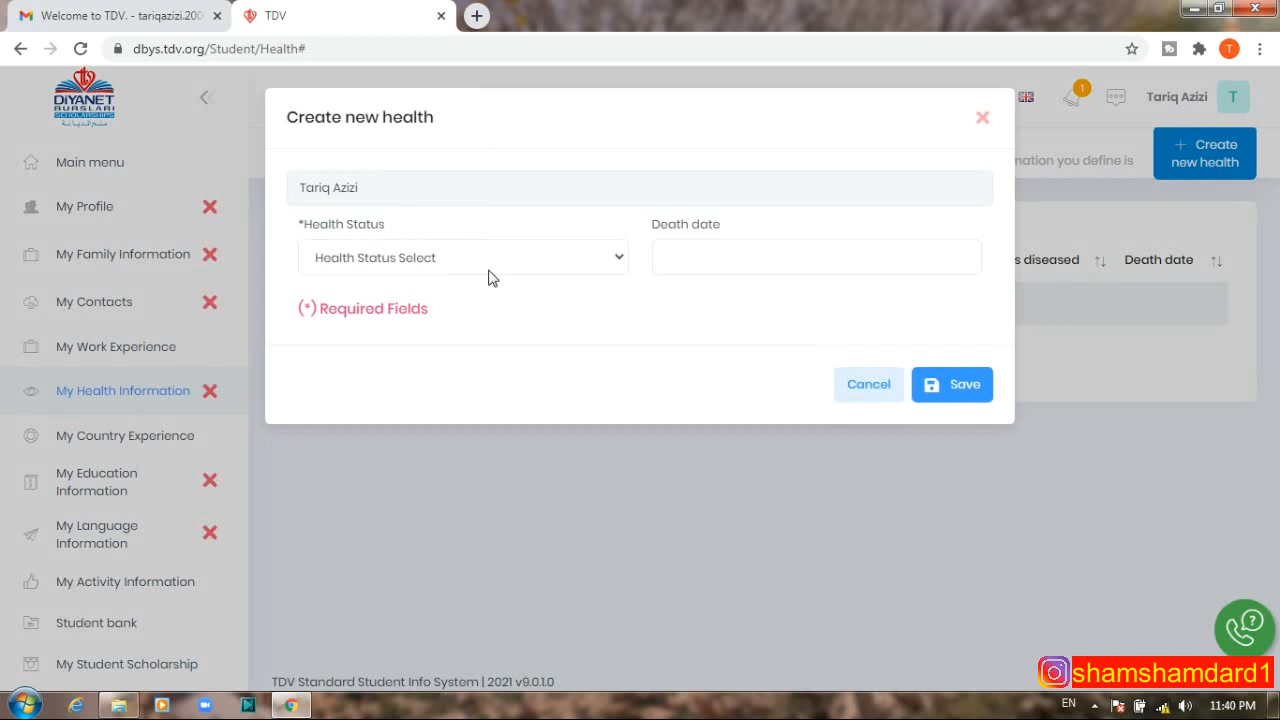 Welcome to TDV. - tariqazizi.200
TDV
dbys.tdv.org/Student/Health#
T
DIYANET
BURSLARI
SCHOLARSHIPS
1
Tariq Azizi
T
Main menu
My Profile
My Family Information
My Contacts
My Work Experience
My Health Information
My Country Experience
My Education
Information
My Language
Information
My Activity Information
Student bank
My Student Scholarship
mation you define is
+ Create
new health
s diseased
Death date
Create new health
Tariq Azizi
*Health Status
Death date
Health Status Select
(*) Required Fields
Cancel
Save
TDV Standard Student Info System | 2021 v9.0.1.0
shamshamdard1
EN
11:40 PM